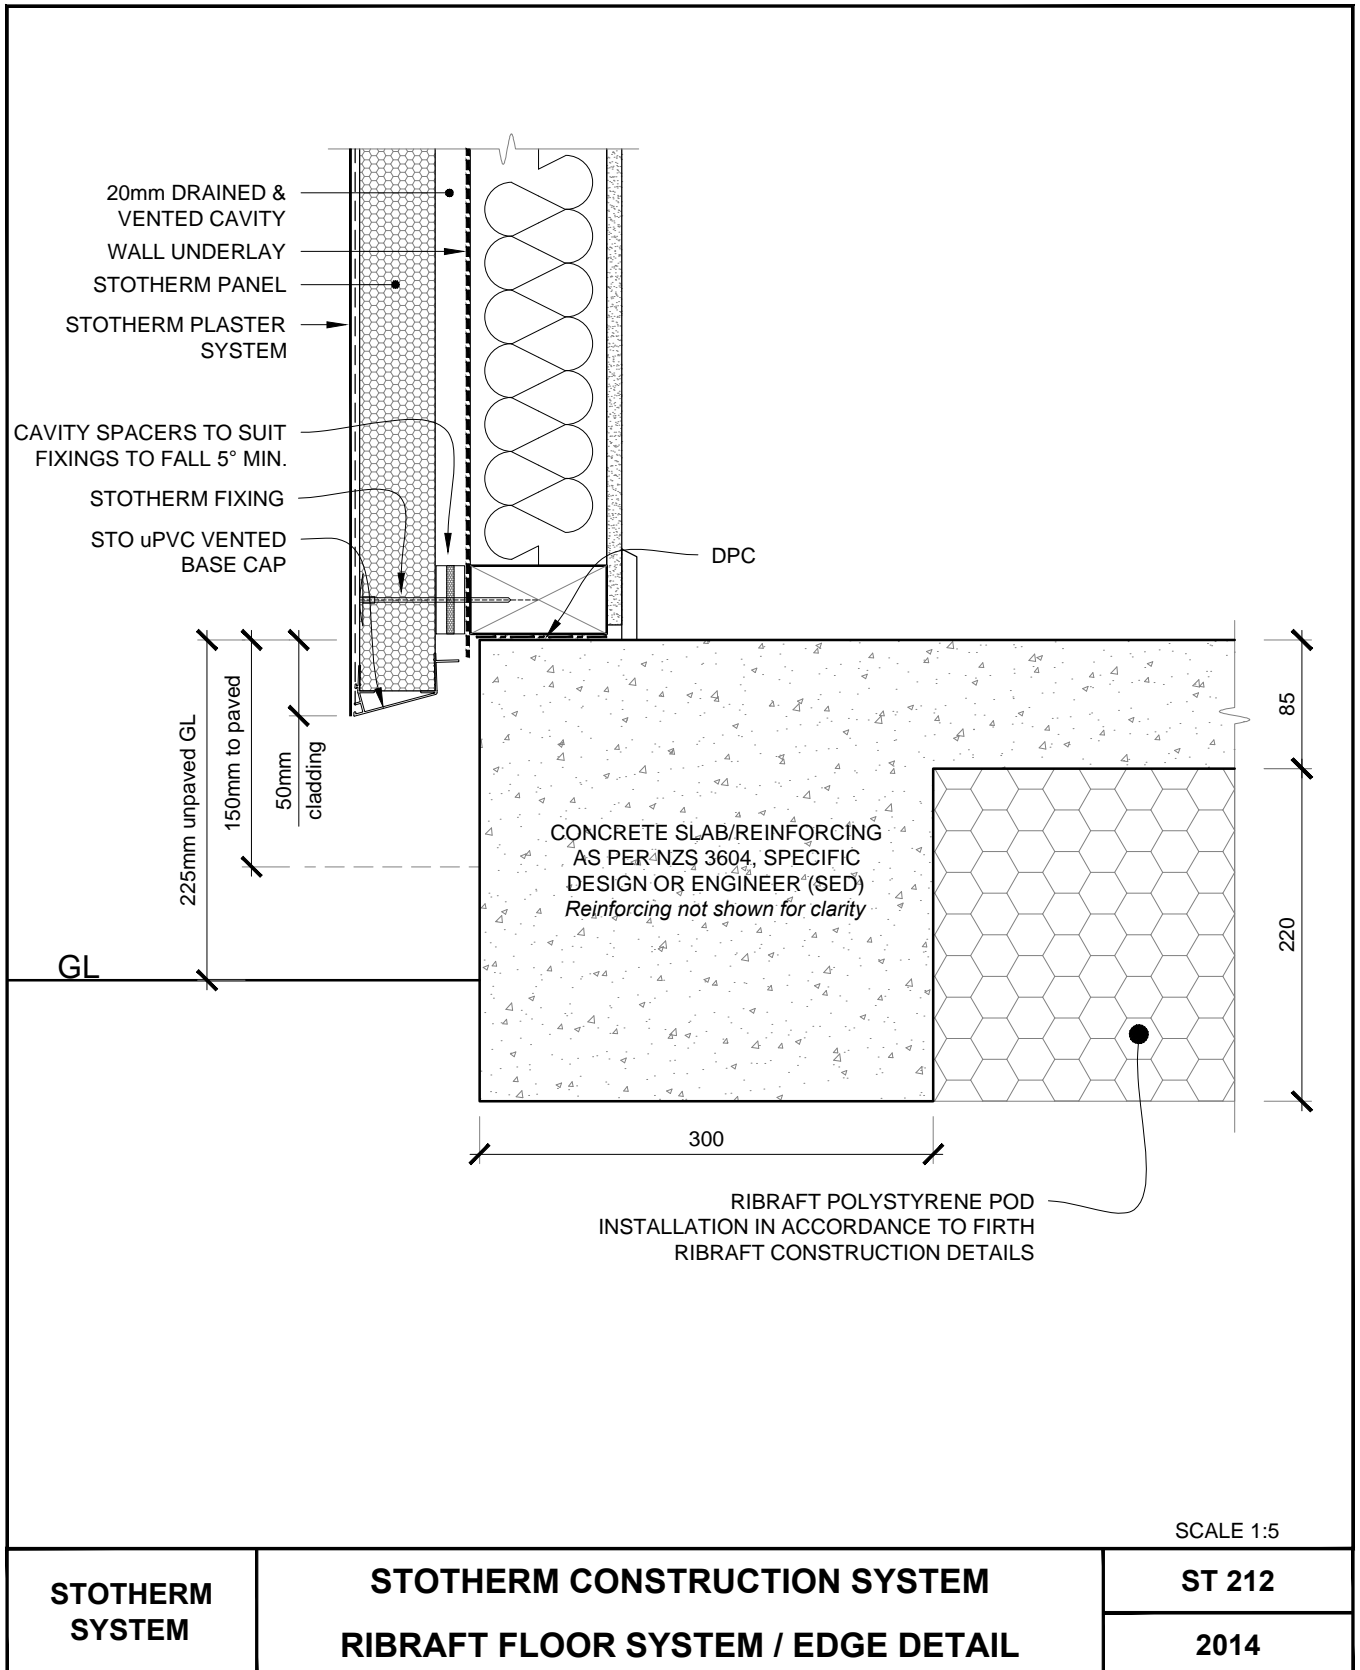 20mm DRAINED &
VENTED CAVITY
WALL UNDERLAY
STOTHERM PANEL
STOTHERM PLASTER
SYSTEM
CAVITY SPACERS TO SUIT
FIXINGS TO FALL 5° MIN.
STOTHERM FIXING
STO uPVC VENTED
BASE CAP
DPC
225mm unpaved GL
150mm to paved
50mm
cladding
85
CONCRETE SLAB/REINFORCING
AS PER NZS 3604, SPECIFIC
DESIGN OR ENGINEER (SED)
Reinforcing not shown for clarity
220
GL
300
RIBRAFT POLYSTYRENE POD
INSTALLATION IN ACCORDANCE TO FIRTH
RIBRAFT CONSTRUCTION DETAILS
SCALE 1:5
STOTHERM
SYSTEM
STOTHERM CONSTRUCTION SYSTEM
RIBRAFT FLOOR SYSTEM / EDGE DETAIL
ST 212
2014